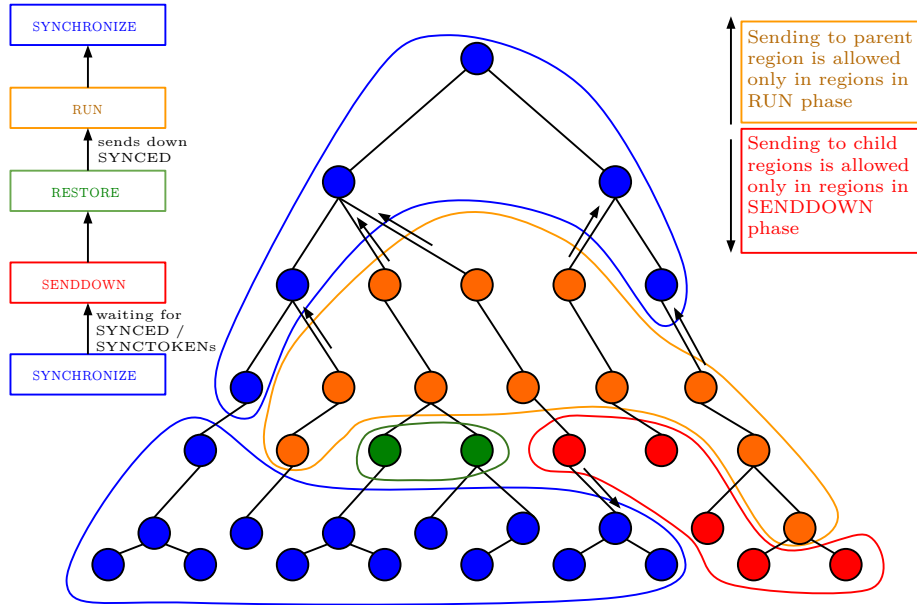 SYNCHRONIZE
RUN
sends down
SYNCED
RESTORE
SENDDOWN
waiting for
SYNCED /
SYNCTOKENs
SYNCHRONIZE
Sending to parent
region is allowed
only in regions in
RUN phase
Sending to child
regions is allowed
only in regions in
SENDDOWN
phase